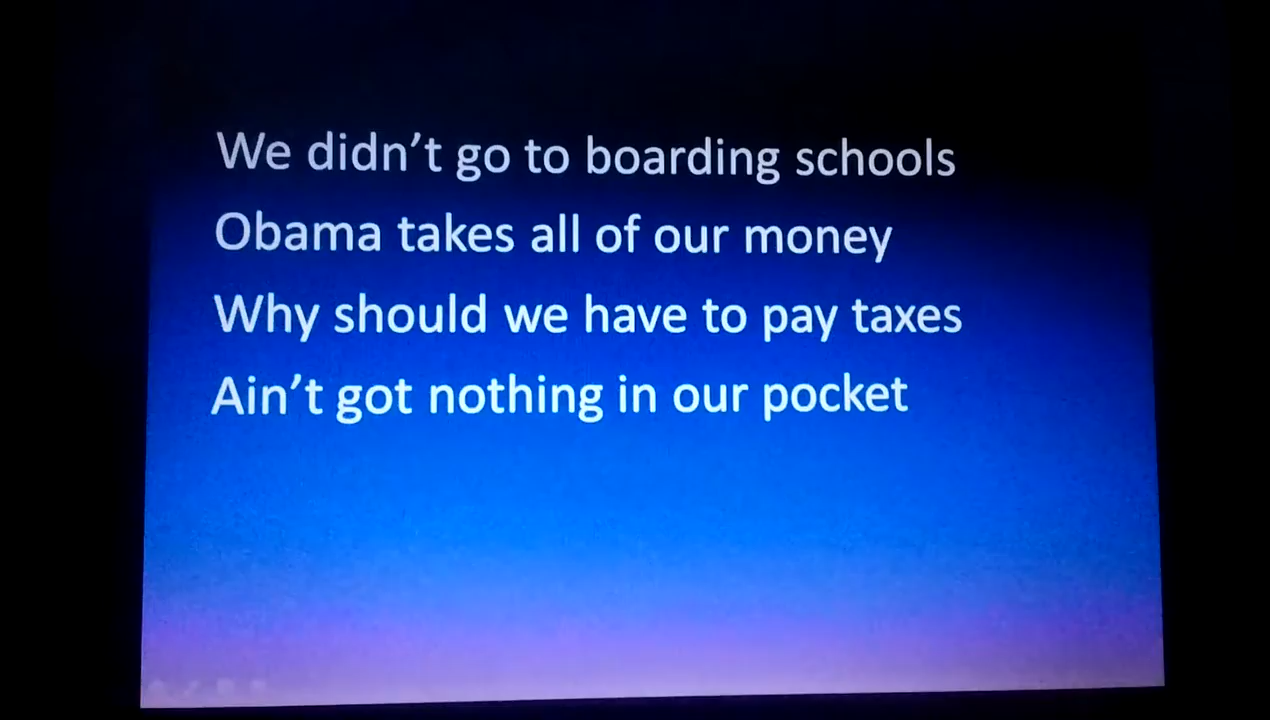 We didn't go to boarding schools
Obama takes all of our money
Why should we have to pay taxes
Ain't got nothing in our pocket